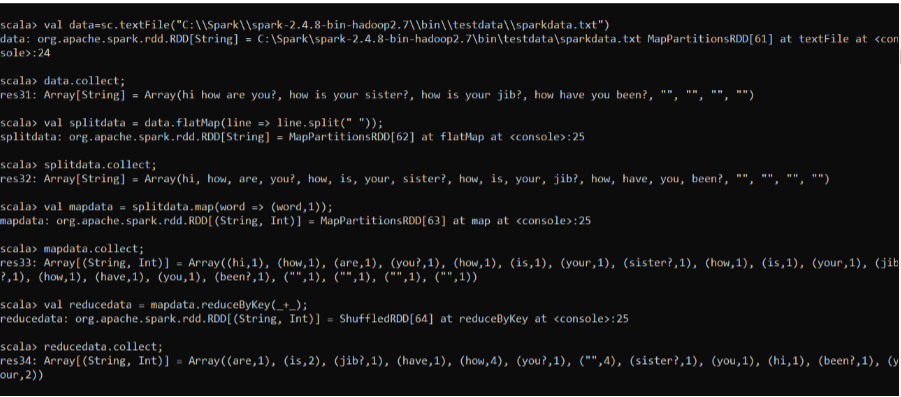 scala> val data=sc.textFile("C:\\Spark\\spark-2.4.8-bin-hadoop2.7\\bin\\testdata\\sparkdata.txt")
data: org.apache.spark.rdd.RDD[String] = C:\Spark\spark-2.4.8-bin-hadoop2.7\bin\testdata\sparkdata.txt MapPartitionsRDD[61] at textFile at <con
sole>:24
scala> data.collect;
res31: Array[String] = Array(hi how are you?, how is your sister?, how is your jib?, how have you been?, "", "", "", "")
scala> val splitdata = data.flatMap(line => line.split(" "));
splitdata: org.apache.spark.rdd.RDD[String] = MapPartitionsRDD[62] at flatMap at <console>:25
scala> splitdata.collect;
res32: Array[String] = Array(hi, how, are, you?, how, is, your, sister?, how, is, your, jib?, how, have, you, been?, "", "", "", "")
scala> val mapdata = splitdata.map(word => (word,1));
mapdata: org.apache.spark.rdd.RDD[(String, Int)] = MapPartitionsRDD[63] at map at <console>:25
scala> mapdata.collect;
res33: Array[(String, Int)] = Array((hi,1), (how,1), (are,1), (you?,1), (how,1), (is,1), (your,1), (sister?,1), (how,1), (is,1), (your,1), (jib
?,1), (how,1), (have,1), (you,1), (been?,1), ("",1), ("",1), ("",1), ("",1))
scala> val reducedata = mapdata.reduceByKey(_+_);
reducedata: org.apache.spark.rdd.RDD[(String, Int)] = ShuffledRDD[64] at reduceByKey at <console>:25
scala> reducedata.collect;
res34: Array[(String, Int)] = Array((are,1), (is,2), (jib?,1), (have,1), (how,4), (you?,1), ("",4), (sister?,1), (you,1), (hi,1), (been?,1), (y
our,2))